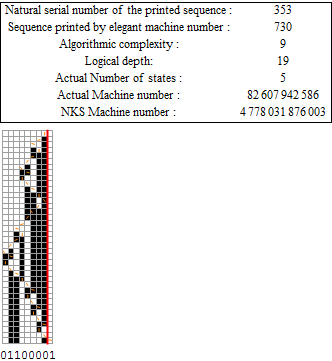 Natural serial number of the printed sequence : 353
Sequence printed by elegant machine number : 730
Algorithmic complexity : 9
Logical depth: 19
Actual Number of states : 5
Actual Machine number : 82 607 942 586
NKS Machine number : 4 778 031 876 003
01100001